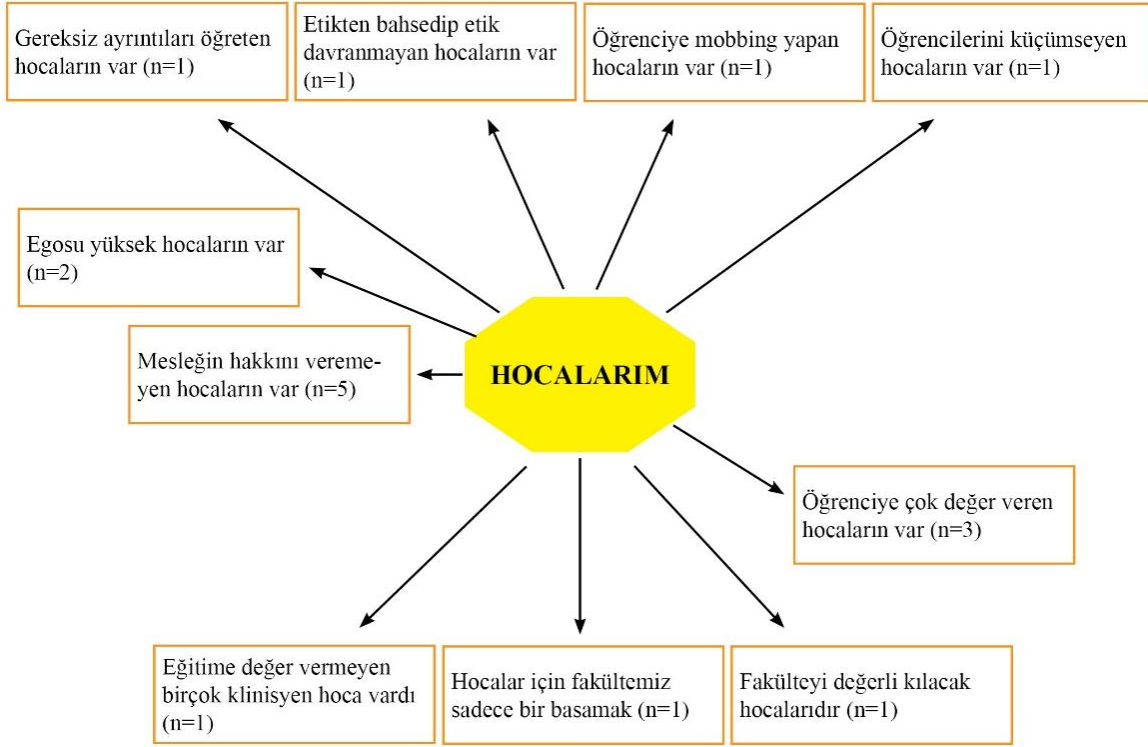 Gereksiz ayrıntıları öğreten
hocaların var (n=1)
Etikten bahsedip etik
davranmayan hocaların var
(n=1)
Öğrenciye mobbing yapan
hocaların var (n=1)
Öğrencilerini küçümseyen
hocaların var (n=1)
Egosu yüksek hocaların var
(n=2)
Mesleğin hakkını vereme-
yen hocaların var (n=5)
HOCALARIM
Öğrenciye çok değer veren
hocaların var (n=3)
Eğitime değer vermeyen
birçok klinisyen hoca vardı
(n=1)
Hocalar için fakültemiz
sadece bir basamak (n=1)
Fakülteyi değerli kılacak
hocalarıdır (n=1)